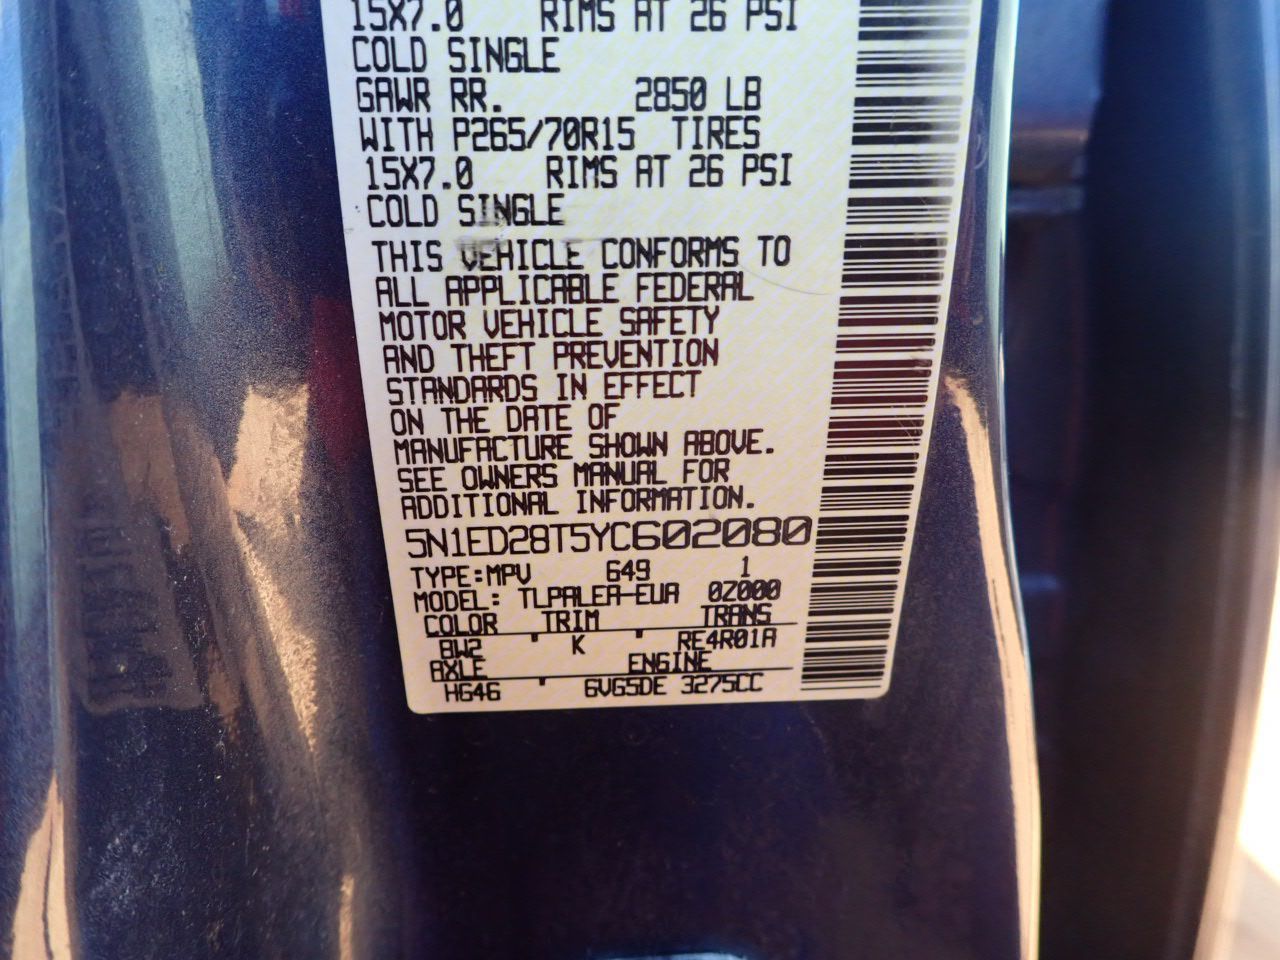 15X7.0 RIMS AT 26 PSI
COLD SINGLE
GAWR RR. 2850 LB
WITH P265/70R15 TIRES
15X7.0 RIMS AT 26 PSI
COLD SINGLE
THIS VEHICLE CONFORMS TO
ALL APPLICABLE FEDERAL
MOTOR VEHICLE SAFETY
AND THEFT PREVENTION
STANDARDS IN EFFECT
ON THE DATE OF
MANUFACTURE SHOWN ABOVE.
SEE OWNERS MANUAL FOR
ADDITIONAL INFORMATION.
5N1ED28T5YC602080
TYPE:MPV 649 1
MODEL: TLPALEA-EUA 0Z000
COLOR TRIM TRANS
BW2 ' K ' RE4R01A
AXLE ENGINE
HG46 ' 6VG5DE 3275CC